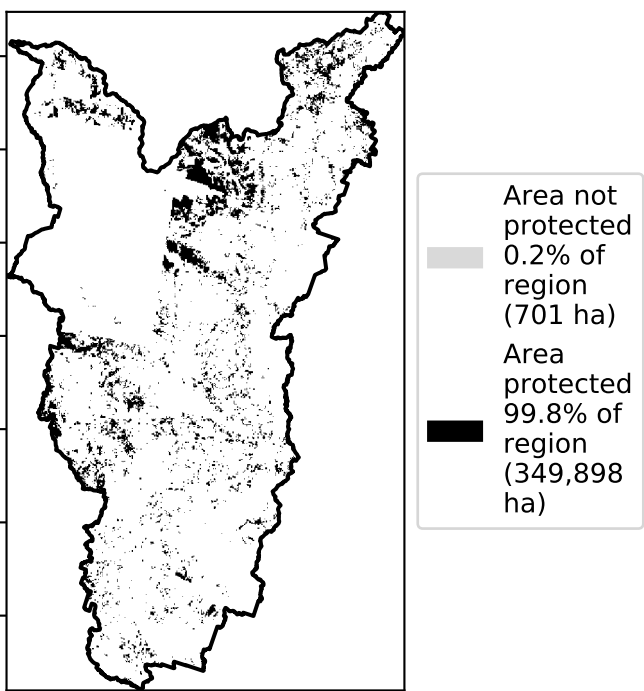 Area not
protected
0.2% of
region
(701 ha)
Area
protected
99.8% of
region
(349,898
ha)